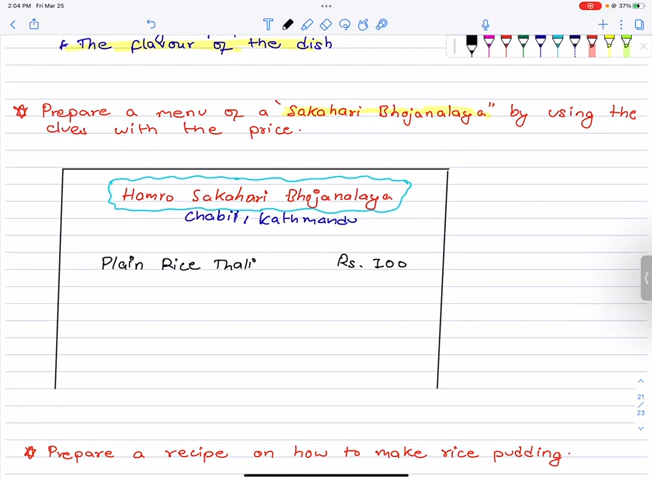 2:04 PM Fri Mar 25
37%
* The flavour of the dish
* Prepare a menu of a "Sakahari Bhojanalaya" by using the
clues with the price.
Hamro Sakahari Bhojanalaya
Chabil, Kathmandu
Plain Rice Thali Rs. 100
21
/
23
* Prepare a recipe on how to make rice pudding.